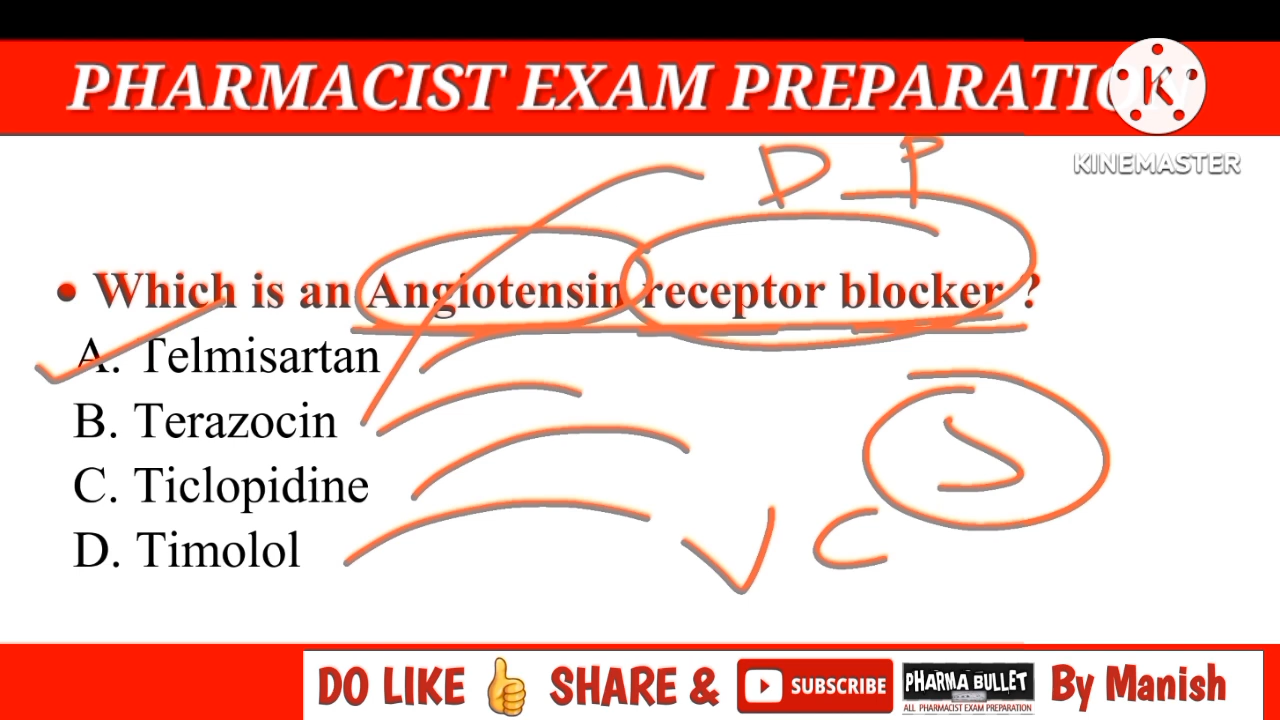 PHARMACIST EXAM PREPARATION
K
KINEMASTER
D P
• Which is an Angiotensin receptor blocker ?
A. Telmisartan
B. Terazocin
C. Ticlopidine
D. Timolol
V C
DO LIKE SHARE & SUBSCRIBE PHARMA BULLET By Manish
ALL PHARMACIST EXAM PREPARATION